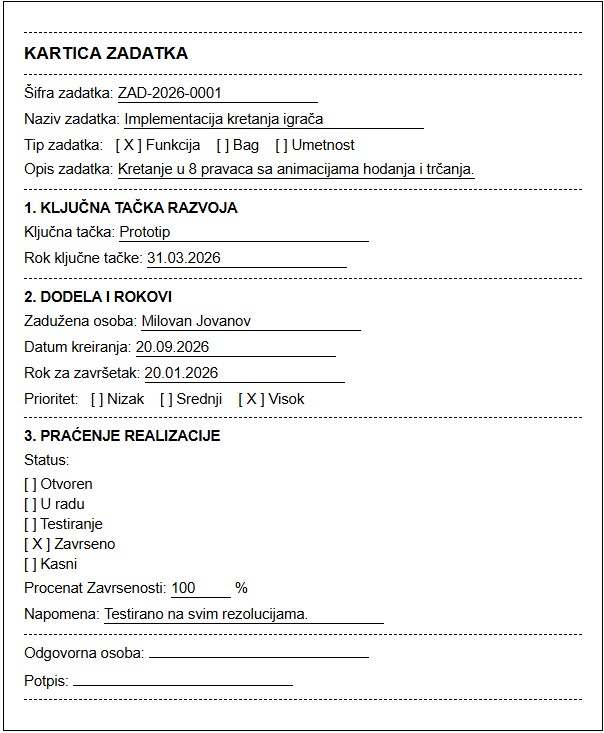 KARTICA ZADATKA
Šifra zadatka: ZAD-2026-0001
Naziv zadatka: Implementacija kretanja igrača
Tip zadatka: [ X ] Funkcija [ ] Bag [ ] Umetnost
Opis zadatka: Kretanje u 8 pravaca sa animacijama hodanja i trčanja.
1. KLJUČNA TAČKA RAZVOJA
Ključna tačka: Prototip
Rok ključne tačke: 31.03.2026
2. DODELA I ROKOVI
Zadužena osoba: Milovan Jovanov
Datum kreiranja: 20.09.2026
Rok za završetak: 20.01.2026
Prioritet: [ ] Nizak [ ] Srednji [ X ] Visok
3. PRAĆENJE REALIZACIJE
Status:
[ ] Otvoren
[ ] U radu
[ ] Testiranje
[ X ] Zavrseno
[ ] Kasni
Procenat Zavrsenosti: 100 %
Napomena: Testirano na svim rezolucijama.
Odgovorna osoba:
Potpis: